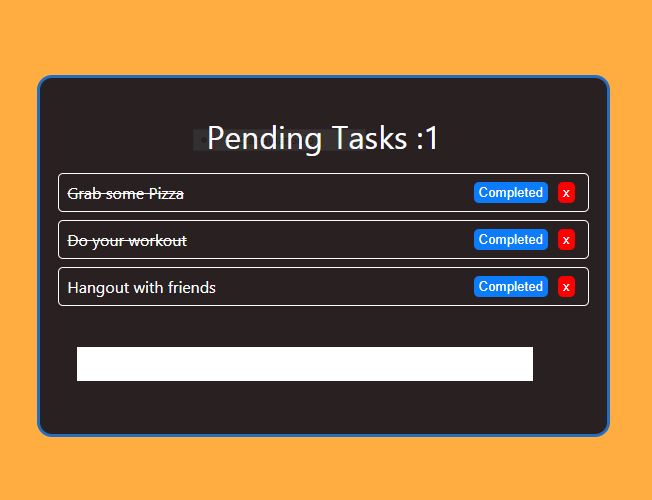 Pending Tasks :1
Grab some Pizza Completed x
Do your workout Completed x
Hangout with friends Completed x